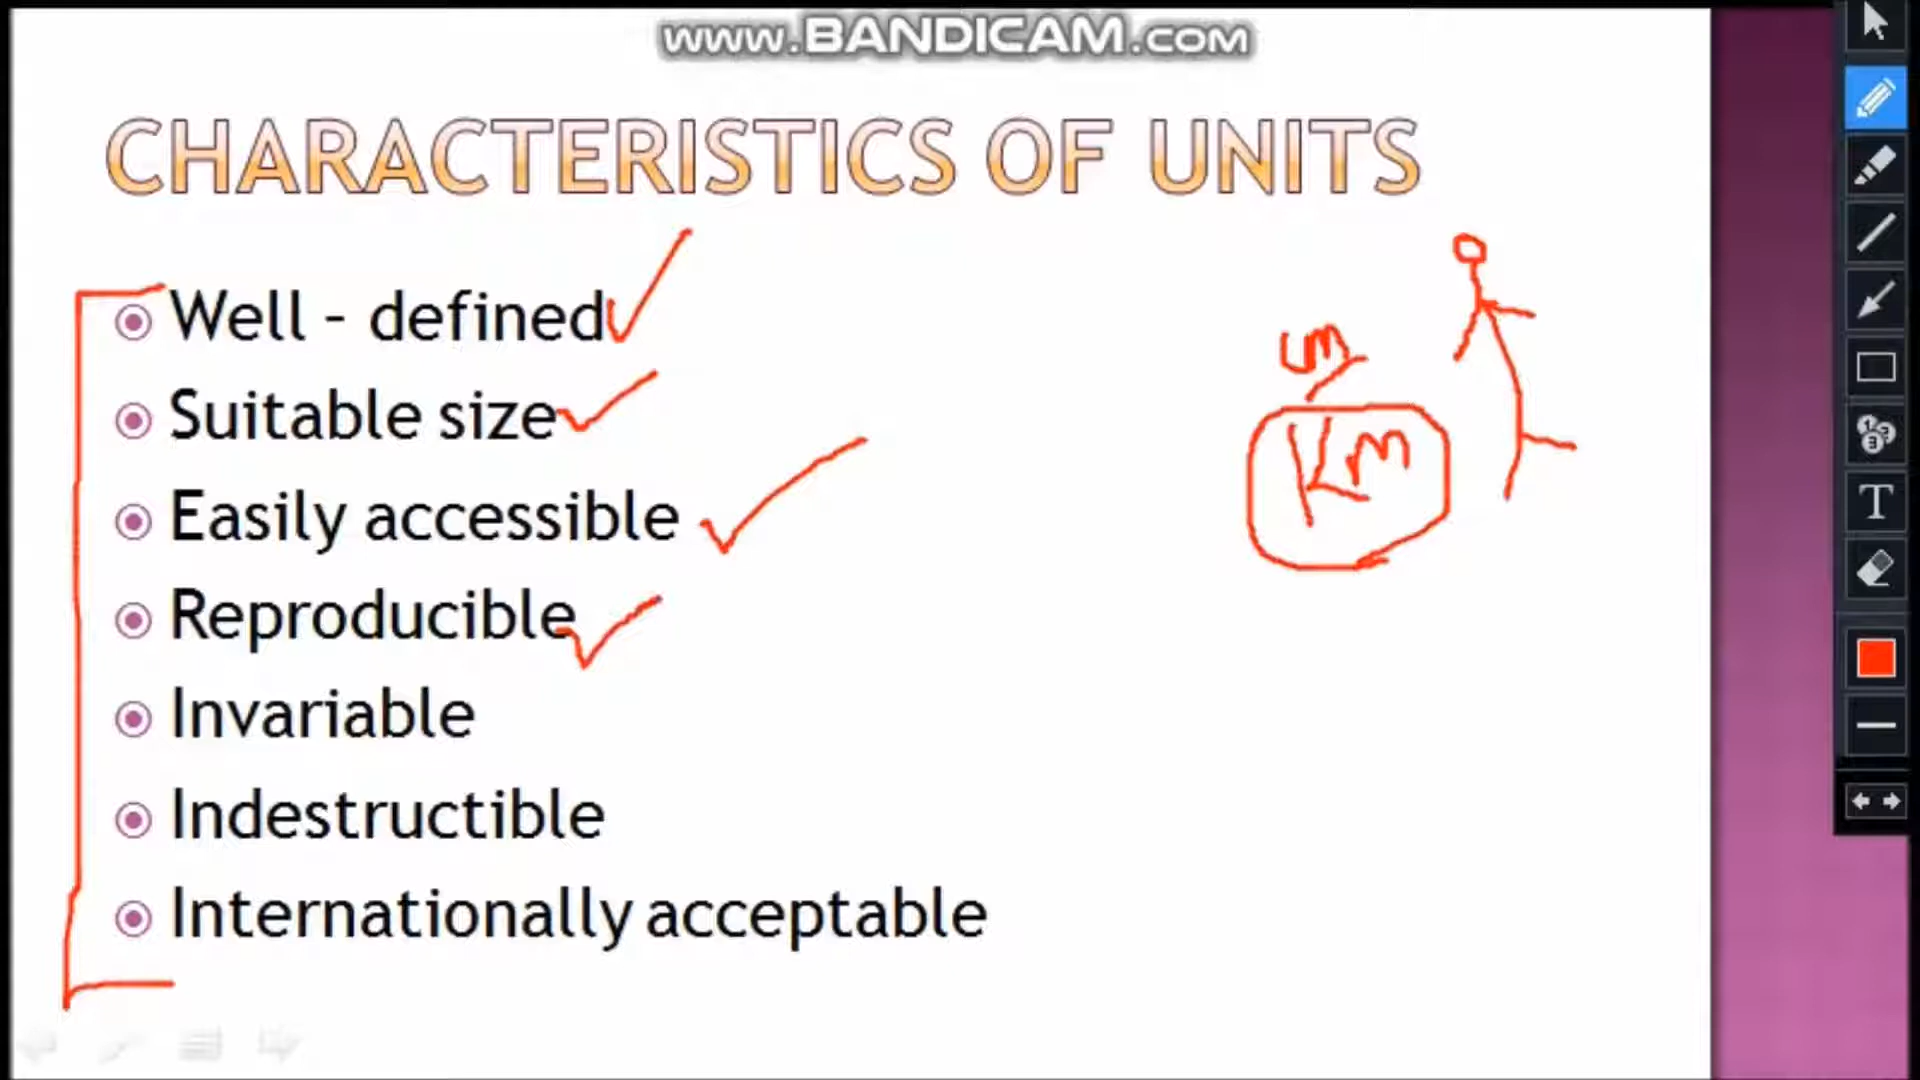 www.BANDICAM.com
CHARACTERISTICS OF UNITS
Well – defined
Suitable size
Easily accessible
Reproducible
Invariable
Indestructible
Internationally acceptable
cm
Km
T